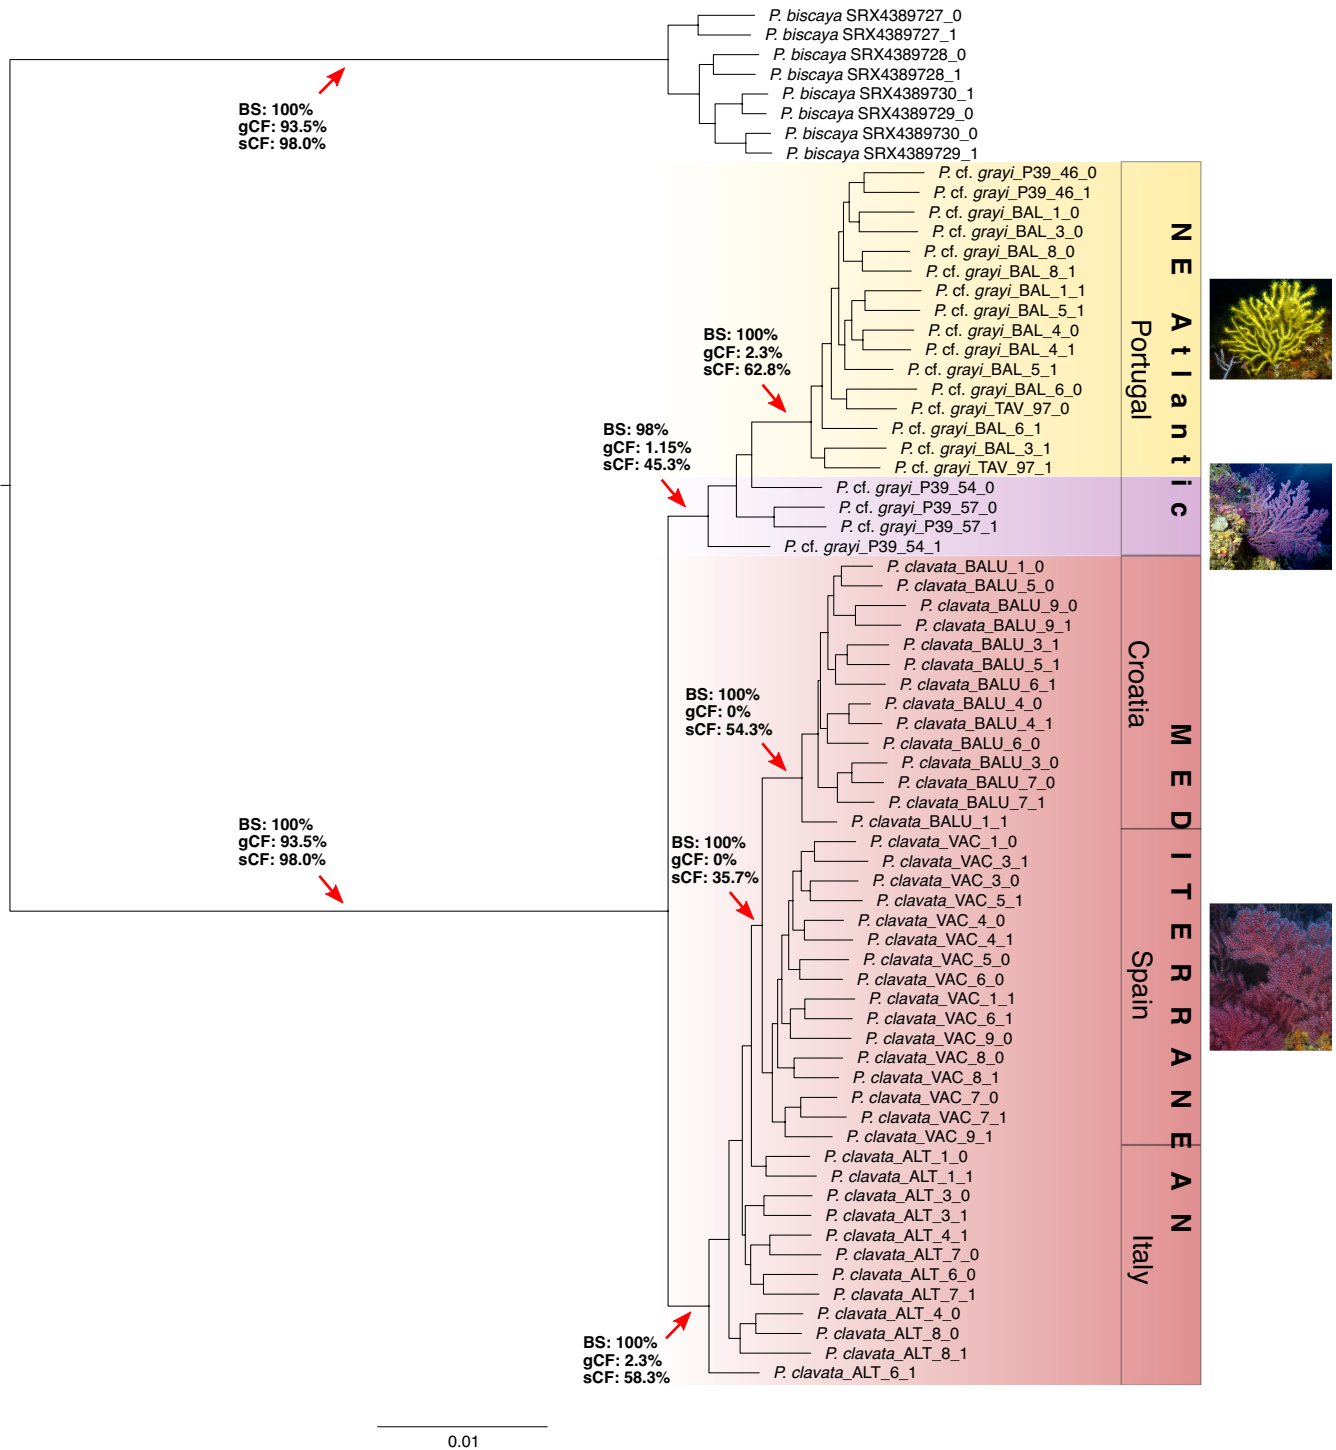 P. biscaya SRX4389727_0
P. biscaya SRX4389727_1
P. biscaya SRX4389728_0
P. biscaya SRX4389728_1
P. biscaya SRX4389730_1
P. biscaya SRX4389729_0
P. biscaya SRX4389730_0
P. biscaya SRX4389729_1
BS: 100%
gCF: 93.5%
sCF: 98.0%
P. cf. grayi_P39_46_0
P. cf. grayi_P39_46_1
P. cf. grayi_BAL_1_0
P. cf. grayi_BAL_3_0
P. cf. grayi_BAL_8_0
P. cf. grayi_BAL_8_1
P. cf. grayi_BAL_1_1
P. cf. grayi_BAL_5_1
P. cf. grayi_BAL_4_0
P. cf. grayi_BAL_4_1
P. cf. grayi_BAL_5_1
P. cf. grayi_BAL_6_0
P. cf. grayi_TAV_97_0
P. cf. grayi_BAL_6_1
P. cf. grayi_BAL_3_1
P. cf. grayi_TAV_97_1
P. cf. grayi_P39_54_0
P. cf. grayi_P39_57_0
P. cf. grayi_P39_57_1
P. cf. grayi_P39_54_1
BS: 100%
gCF: 2.3%
sCF: 62.8%
BS: 98%
gCF: 1.15%
sCF: 45.3%
Portugal
NE Atlantic
P. clavata_BALU_1_0
P. clavata_BALU_5_0
P. clavata_BALU_9_0
P. clavata_BALU_9_1
P. clavata_BALU_3_1
P. clavata_BALU_5_1
P. clavata_BALU_6_1
P. clavata_BALU_4_0
P. clavata_BALU_4_1
P. clavata_BALU_6_0
P. clavata_BALU_3_0
P. clavata_BALU_7_0
P. clavata_BALU_7_1
P. clavata_BALU_1_1
BS: 100%
gCF: 0%
sCF: 54.3%
Croatia
P. clavata_VAC_1_0
P. clavata_VAC_3_1
P. clavata_VAC_3_0
P. clavata_VAC_5_1
P. clavata_VAC_4_0
P. clavata_VAC_4_1
P. clavata_VAC_5_0
P. clavata_VAC_6_0
P. clavata_VAC_1_1
P. clavata_VAC_6_1
P. clavata_VAC_9_0
P. clavata_VAC_8_0
P. clavata_VAC_8_1
P. clavata_VAC_7_0
P. clavata_VAC_7_1
P. clavata_VAC_9_1
BS: 100%
gCF: 0%
sCF: 35.7%
BS: 100%
gCF: 93.5%
sCF: 98.0%
Spain
MEDITERRANEAN
P. clavata_ALT_1_0
P. clavata_ALT_1_1
P. clavata_ALT_3_0
P. clavata_ALT_3_1
P. clavata_ALT_4_1
P. clavata_ALT_7_0
P. clavata_ALT_6_0
P. clavata_ALT_7_1
P. clavata_ALT_4_0
P. clavata_ALT_8_0
P. clavata_ALT_8_1
P. clavata_ALT_6_1
Italy
BS: 100%
gCF: 2.3%
sCF: 58.3%
0.01